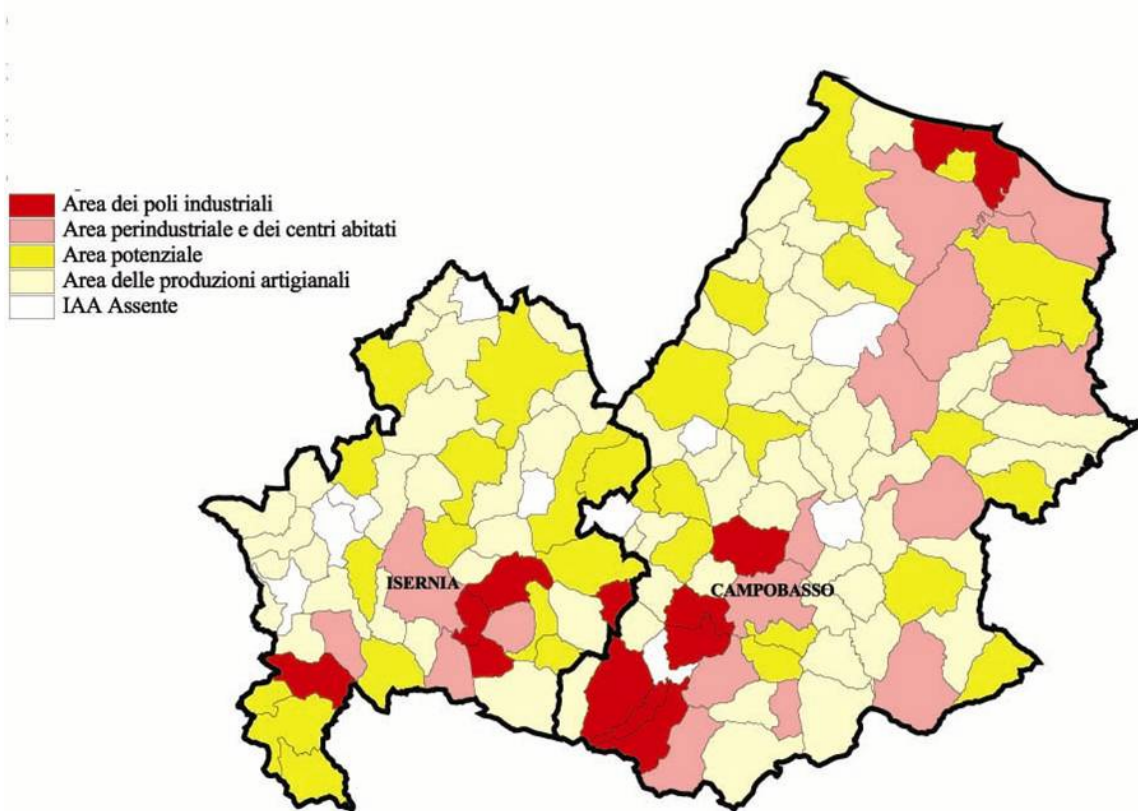 Area dei poli industriali
Area perindustriale e dei centri abitati
Area potenziale
Area delle produzioni artigianali
IAA Assente
ISERNIA
CAMPOBASSO